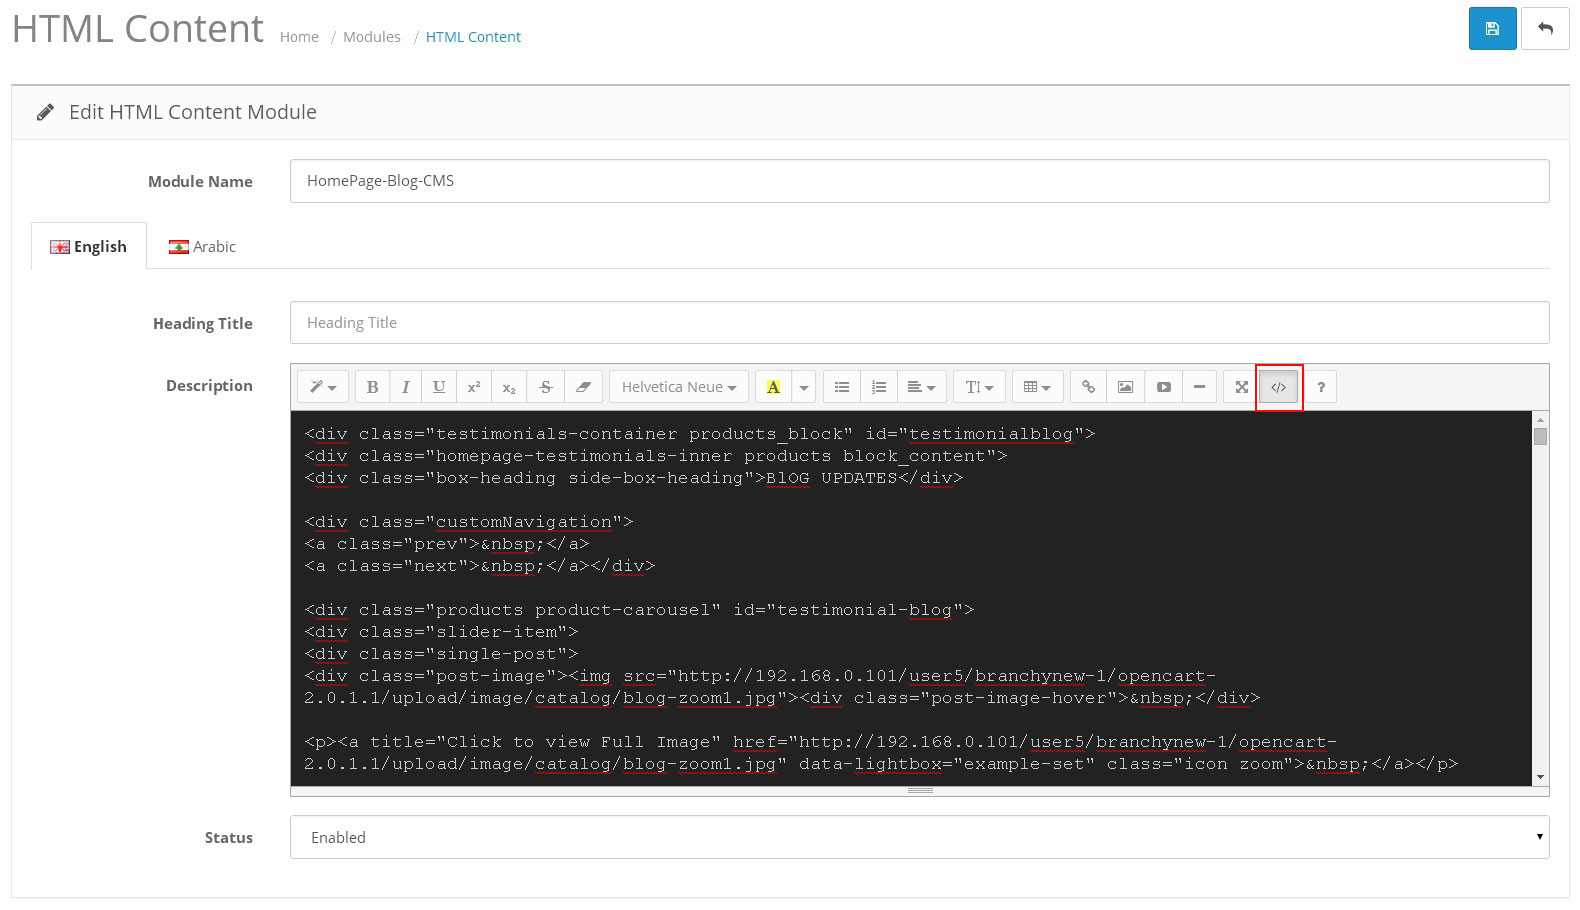 HTML Content Home / Modules / HTML Content
Edit HTML Content Module
Module Name HomePage-Blog-CMS
English Arabic
Heading Title Heading Title
Description B I U x² x₂ S Helvetica Neue A T↕ </> ?
<div class="testimonials-container products_block" id="testimonialblog">
<div class="homepage-testimonials-inner products block_content">
<div class="box-heading side-box-heading">BlOG UPDATES</div>
<div class="customNavigation">
<a class="prev">&nbsp;</a>
<a class="next">&nbsp;</a></div>
<div class="products product-carousel" id="testimonial-blog">
<div class="slider-item">
<div class="single-post">
<div class="post-image"><img src="http://192.168.0.101/user5/branchynew-1/opencart-
2.0.1.1/upload/image/catalog/blog-zoom1.jpg"><div class="post-image-hover">&nbsp;</div>
<p><a title="Click to view Full Image" href="http://192.168.0.101/user5/branchynew-1/opencart-
2.0.1.1/upload/image/catalog/blog-zoom1.jpg" data-lightbox="example-set" class="icon zoom">&nbsp;</a></p>
Status Enabled